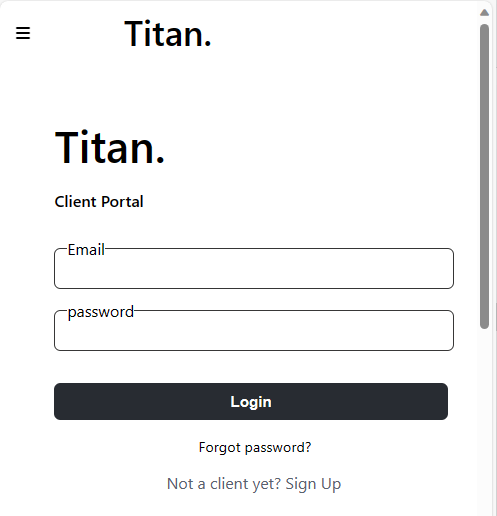 Titan.
Titan.
Client Portal
Email
password
Login
Forgot password?
Not a client yet? Sign Up